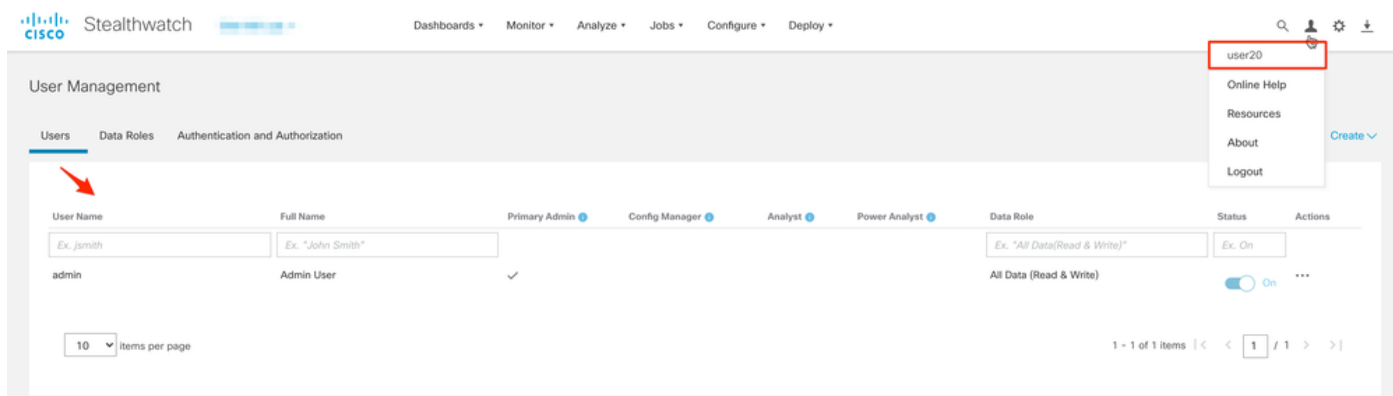 CISCO Stealthwatch Dashboards Monitor Analyze Jobs Configure Deploy
user20
User Management
Online Help
Resources
Users Data Roles Authentication and Authorization Create
About
Logout
User Name Full Name Primary Admin Config Manager Analyst Power Analyst Data Role Status Actions
Ex. jsmith Ex. "John Smith" Ex. "All Data(Read & Write)" Ex. On
admin Admin User All Data (Read & Write) On ...
10 items per page 1 - 1 of 1 items |< < 1 / 1 > >|